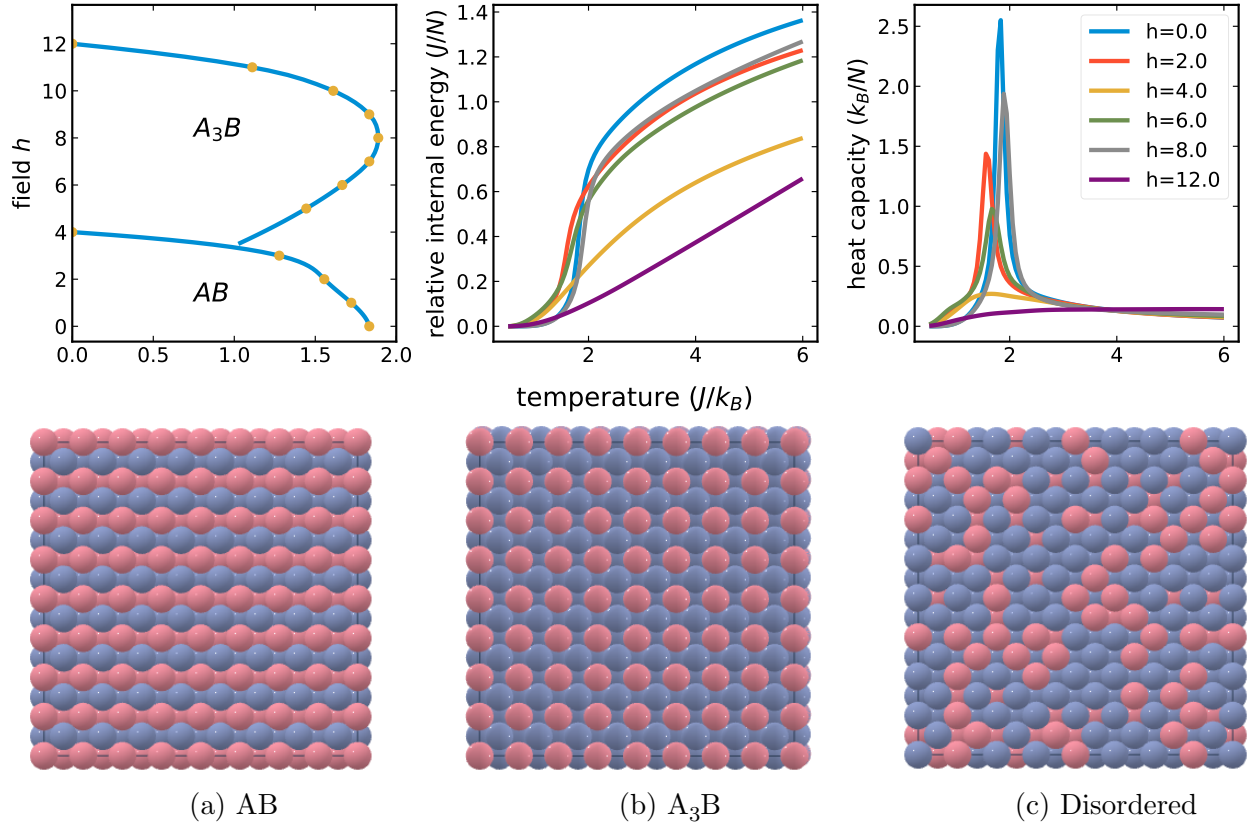 field h
12
10
8
6
4
2
0
0.0
0.5
1.0
1.5
2.0
A₃B
AB
relative internal energy (J/N)
1.4
1.2
1.0
0.8
0.6
0.4
0.2
0.0
2
4
6
heat capacity (k_B/N)
2.5
2.0
1.5
1.0
0.5
0.0
2
4
6
h=0.0
h=2.0
h=4.0
h=6.0
h=8.0
h=12.0
temperature (J/k_B)
(a) AB
(b) A₃B
(c) Disordered